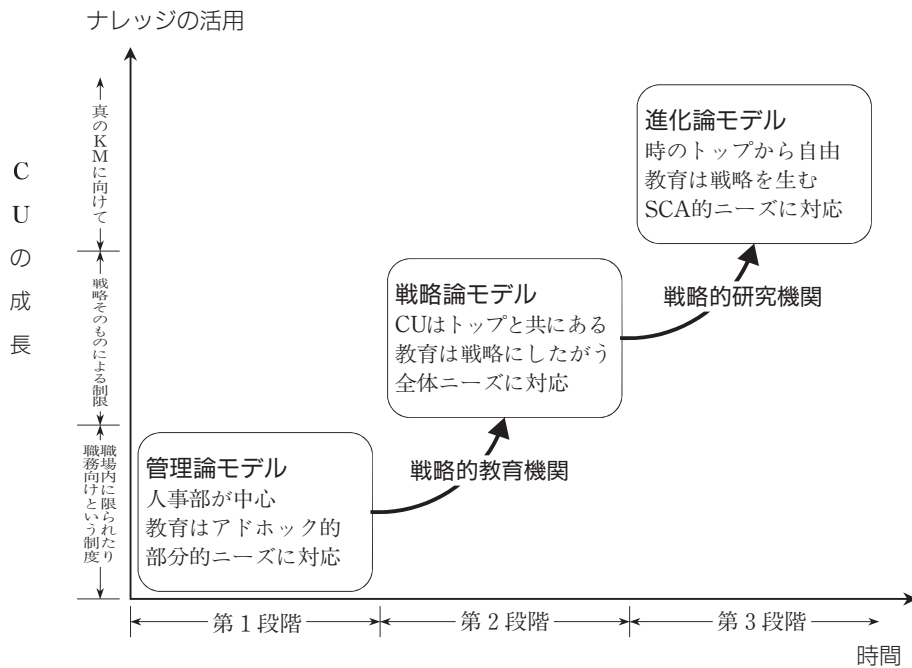 ナレッジの活用
CUの成長
真のKMに向けて
戦略そのものによる制限
職場内に限られたり
職務向けという制度
進化論モデル
時のトップから自由
教育は戦略を生む
SCA的ニーズに対応
戦略的研究機関
戦略論モデル
CUはトップと共にある
教育は戦略にしたがう
全体ニーズに対応
戦略的教育機関
管理論モデル
人事部が中心
教育はアドホック的
部分的ニーズに対応
第1段階
第2段階
第3段階
時間